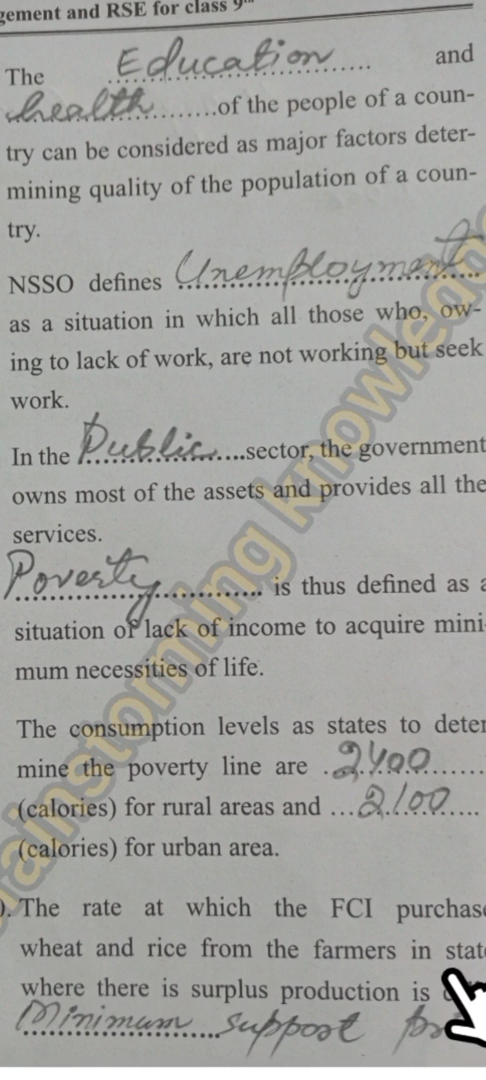 gement and RSE for class 9th
The Education and
health of the people of a coun-
try can be considered as major factors deter-
mining quality of the population of a coun-
try.
NSSO defines Unemployment
as a situation in which all those who, ow-
ing to lack of work, are not working but seek
work.
In the Public sector, the government
owns most of the assets and provides all the
services.
Poverty is thus defined as a
situation of lack of income to acquire mini-
mum necessities of life.
The consumption levels as states to deter
mine the poverty line are 2400
(calories) for rural areas and 2100
(calories) for urban area.
). The rate at which the FCI purchase
wheat and rice from the farmers in state
where there is surplus production is
Minimum support
ainstorming knowledge